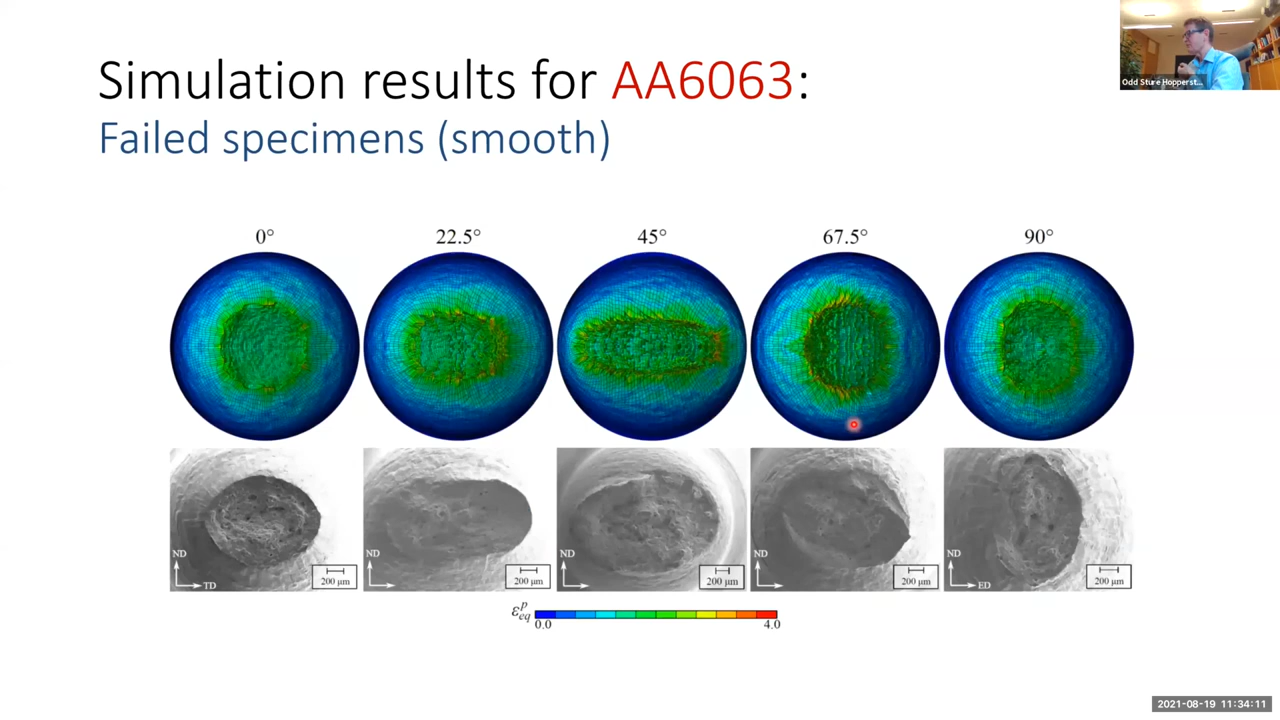 Simulation results for AA6063:
Failed specimens (smooth)
Odd Sture Hopperst...
0° 22.5° 45° 67.5° 90°
ND ND ND ND ND
TD 200 μm 200 μm 200 μm 200 μm ED 200 μm
ε^p_eq
0.0 4.0
2021-08-19 11:34:11